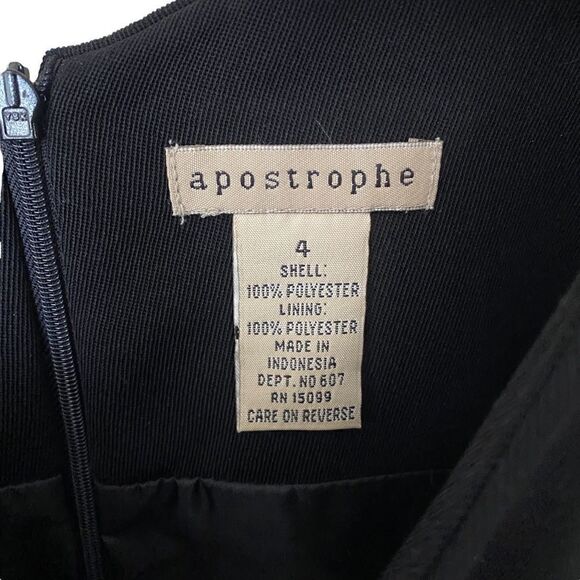 YKK
apostrophe
4
SHELL:
100% POLYESTER
LINING:
100% POLYESTER
MADE IN
INDONESIA
DEPT. NO 607
RN 15099
CARE ON REVERSE